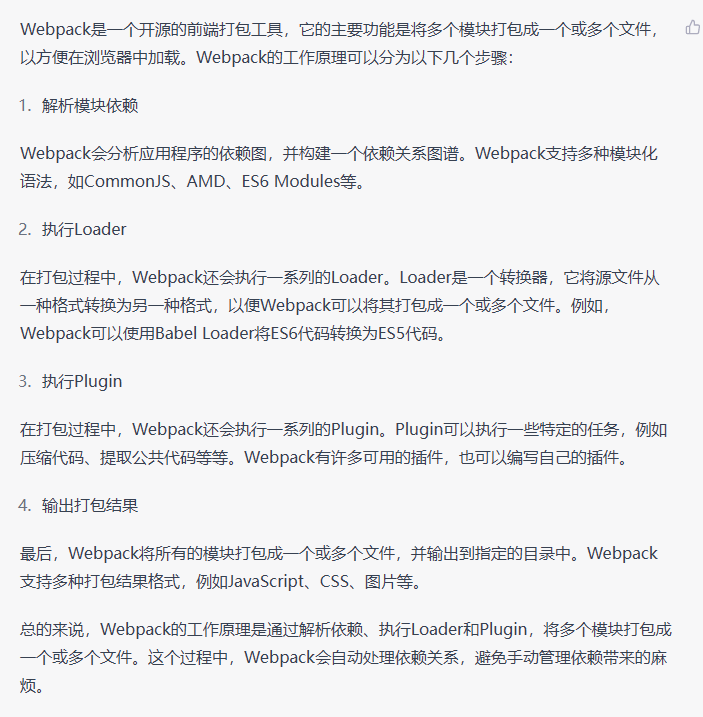 Webpack是一个开源的前端打包工具，它的主要功能是将多个模块打包成一个或多个文件，
以方便在浏览器中加载。Webpack的工作原理可以分为以下几个步骤：
1. 解析模块依赖
Webpack会分析应用程序的依赖图，并构建一个依赖关系图谱。Webpack支持多种模块化
语法，如CommonJS、AMD、ES6 Modules等。
2. 执行Loader
在打包过程中，Webpack还会执行一系列的Loader。Loader是一个转换器，它将源文件从
一种格式转换为另一种格式，以便Webpack可以将其打包成一个或多个文件。例如，
Webpack可以使用Babel Loader将ES6代码转换为ES5代码。
3. 执行Plugin
在打包过程中，Webpack还会执行一系列的Plugin。Plugin可以执行一些特定的任务，例如
压缩代码、提取公共代码等等。Webpack有许多可用的插件，也可以编写自己的插件。
4. 输出打包结果
最后，Webpack将所有的模块打包成一个或多个文件，并输出到指定的目录中。Webpack
支持多种打包结果格式，例如JavaScript、CSS、图片等。
总的来说，Webpack的工作原理是通过解析依赖、执行Loader和Plugin，将多个模块打包成
一个或多个文件。这个过程中，Webpack会自动处理依赖关系，避免手动管理依赖带来的麻
烦。